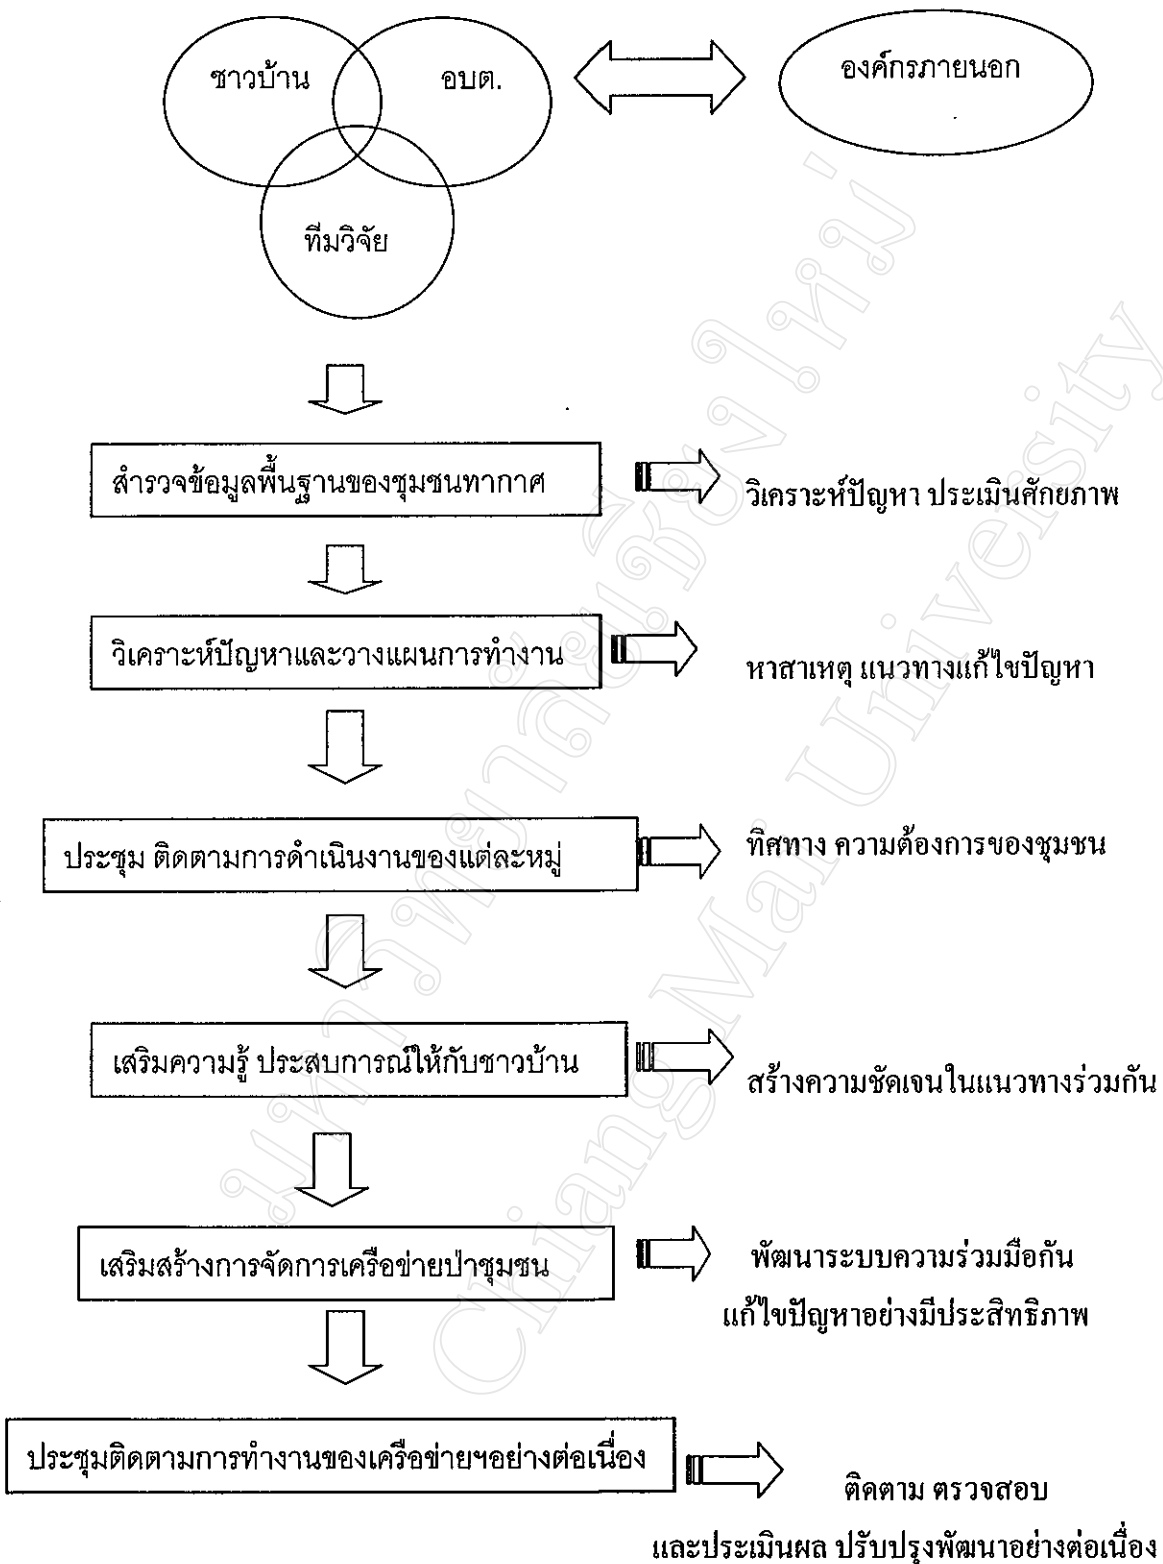 ชาวบ้าน
อบต.
องค์กรภายนอก
ทีมวิจัย
สำรวจข้อมูลพื้นฐานของชุมชนทากาศ
วิเคราะห์ปัญหา ประเมินศักยภาพ
วิเคราะห์ปัญหาและวางแผนการทำงาน
หาสาเหตุ แนวทางแก้ไขปัญหา
ประชุม ติดตามการดำเนินงานของแต่ละหมู่
ทิศทาง ความต้องการของชุมชน
เสริมความรู้ ประสบการณ์ให้กับชาวบ้าน
สร้างความชัดเจนในแนวทางร่วมกัน
เสริมสร้างการจัดการเครือข่ายป่าชุมชน
พัฒนาระบบความร่วมมือกัน
แก้ไขปัญหาอย่างมีประสิทธิภาพ
ประชุมติดตามการทำงานของเครือข่ายฯอย่างต่อเนื่อง
ติดตาม ตรวจสอบ
และประเมินผล ปรับปรุงพัฒนาอย่างต่อเนื่อง
มหาวิทยาลัยเชียงใหม่
Chiang Mai University